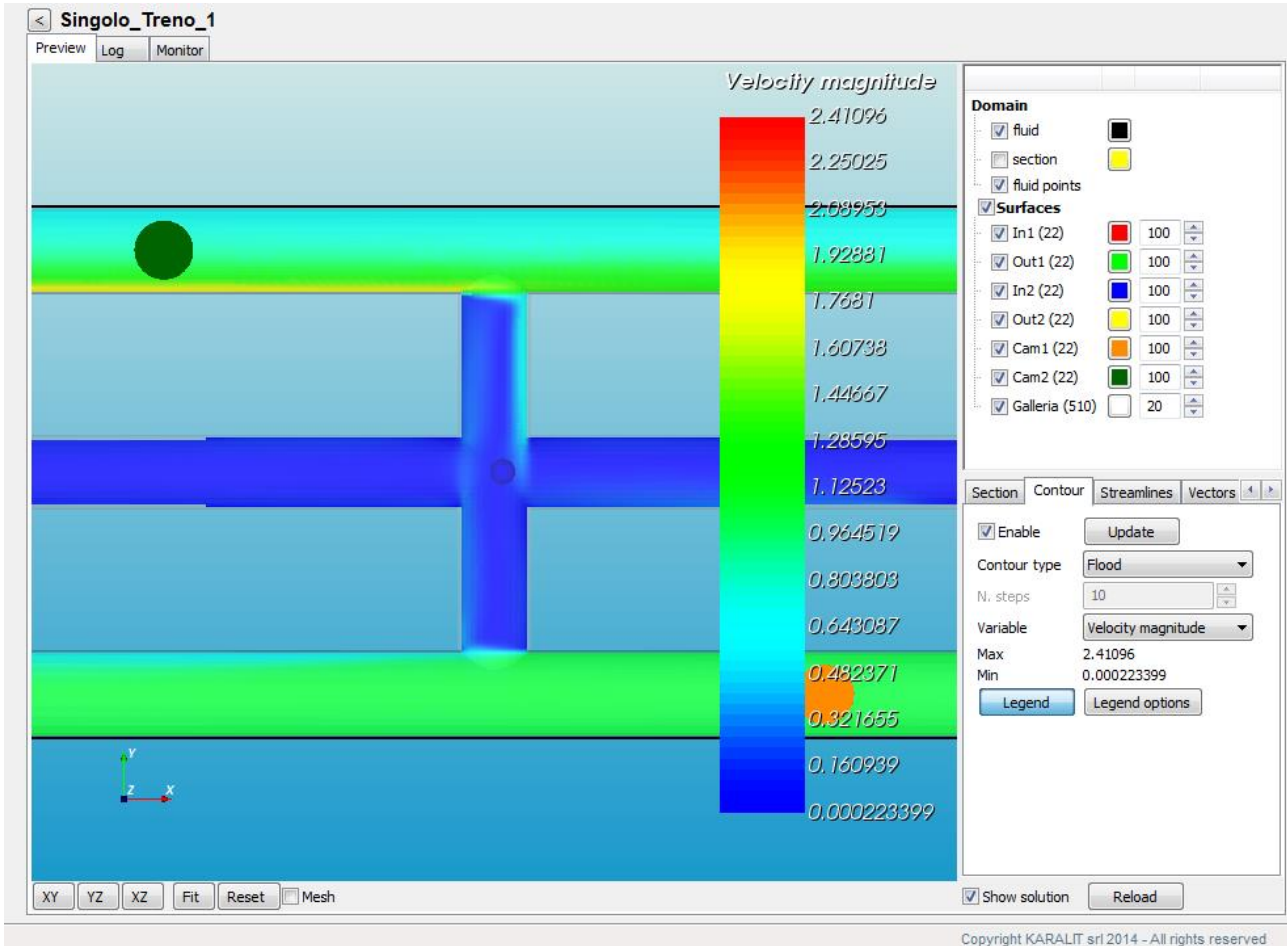 < Singolo_Treno_1
Preview Log Monitor
Velocity magnitude
2.41096
2.25025
2.08953
1.92881
1.7681
1.60738
1.44667
1.28595
1.12523
0.964519
0.803803
0.643087
0.482371
0.321655
0.160939
0.000223399
Y
Z X
Domain
fluid
section
fluid points
Surfaces
In1 (22) 100
Out1 (22) 100
In2 (22) 100
Out2 (22) 100
Cam1 (22) 100
Cam2 (22) 100
Galleria (510) 20
Section Contour Streamlines Vectors
Enable Update
Contour type Flood
N. steps 10
Variable Velocity magnitude
Max 2.41096
Min 0.000223399
Legend Legend options
XY YZ XZ Fit Reset Mesh
Show solution Reload
Copyright KARALIT srl 2014 - All rights reserved